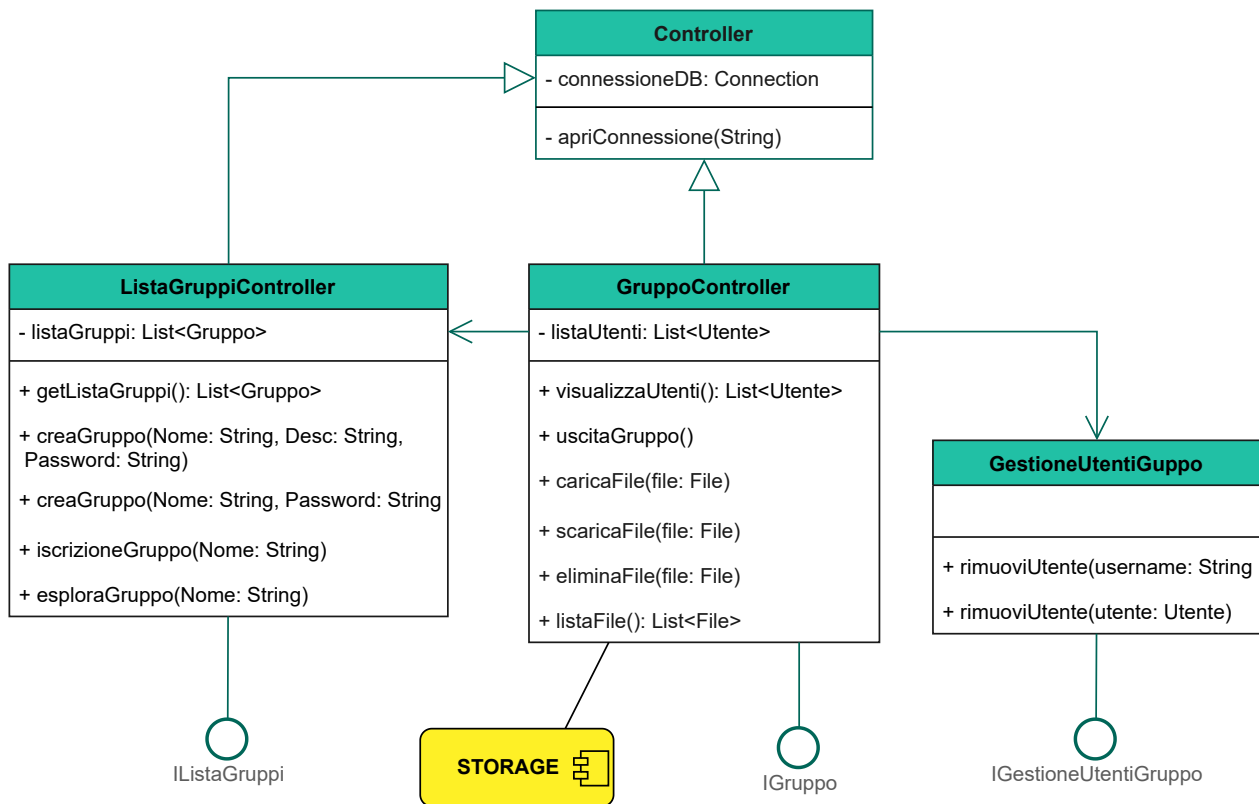 Controller
- connessioneDB: Connection
- apriConnessione(String)
ListaGruppiController
- listaGruppi: List<Gruppo>
+ getListaGruppi(): List<Gruppo>
+ creaGruppo(Nome: String, Desc: String,
Password: String)
+ creaGruppo(Nome: String, Password: String
+ iscrizioneGruppo(Nome: String)
+ esploraGruppo(Nome: String)
IListaGruppi
GruppoController
- listaUtenti: List<Utente>
+ visualizzaUtenti(): List<Utente>
+ uscitaGruppo()
+ caricaFile(file: File)
+ scaricaFile(file: File)
+ eliminaFile(file: File)
+ listaFile(): List<File>
STORAGE
IGruppo
GestioneUtentiGuppo
+ rimuoviUtente(username: String
+ rimuoviUtente(utente: Utente)
IGestioneUtentiGruppo